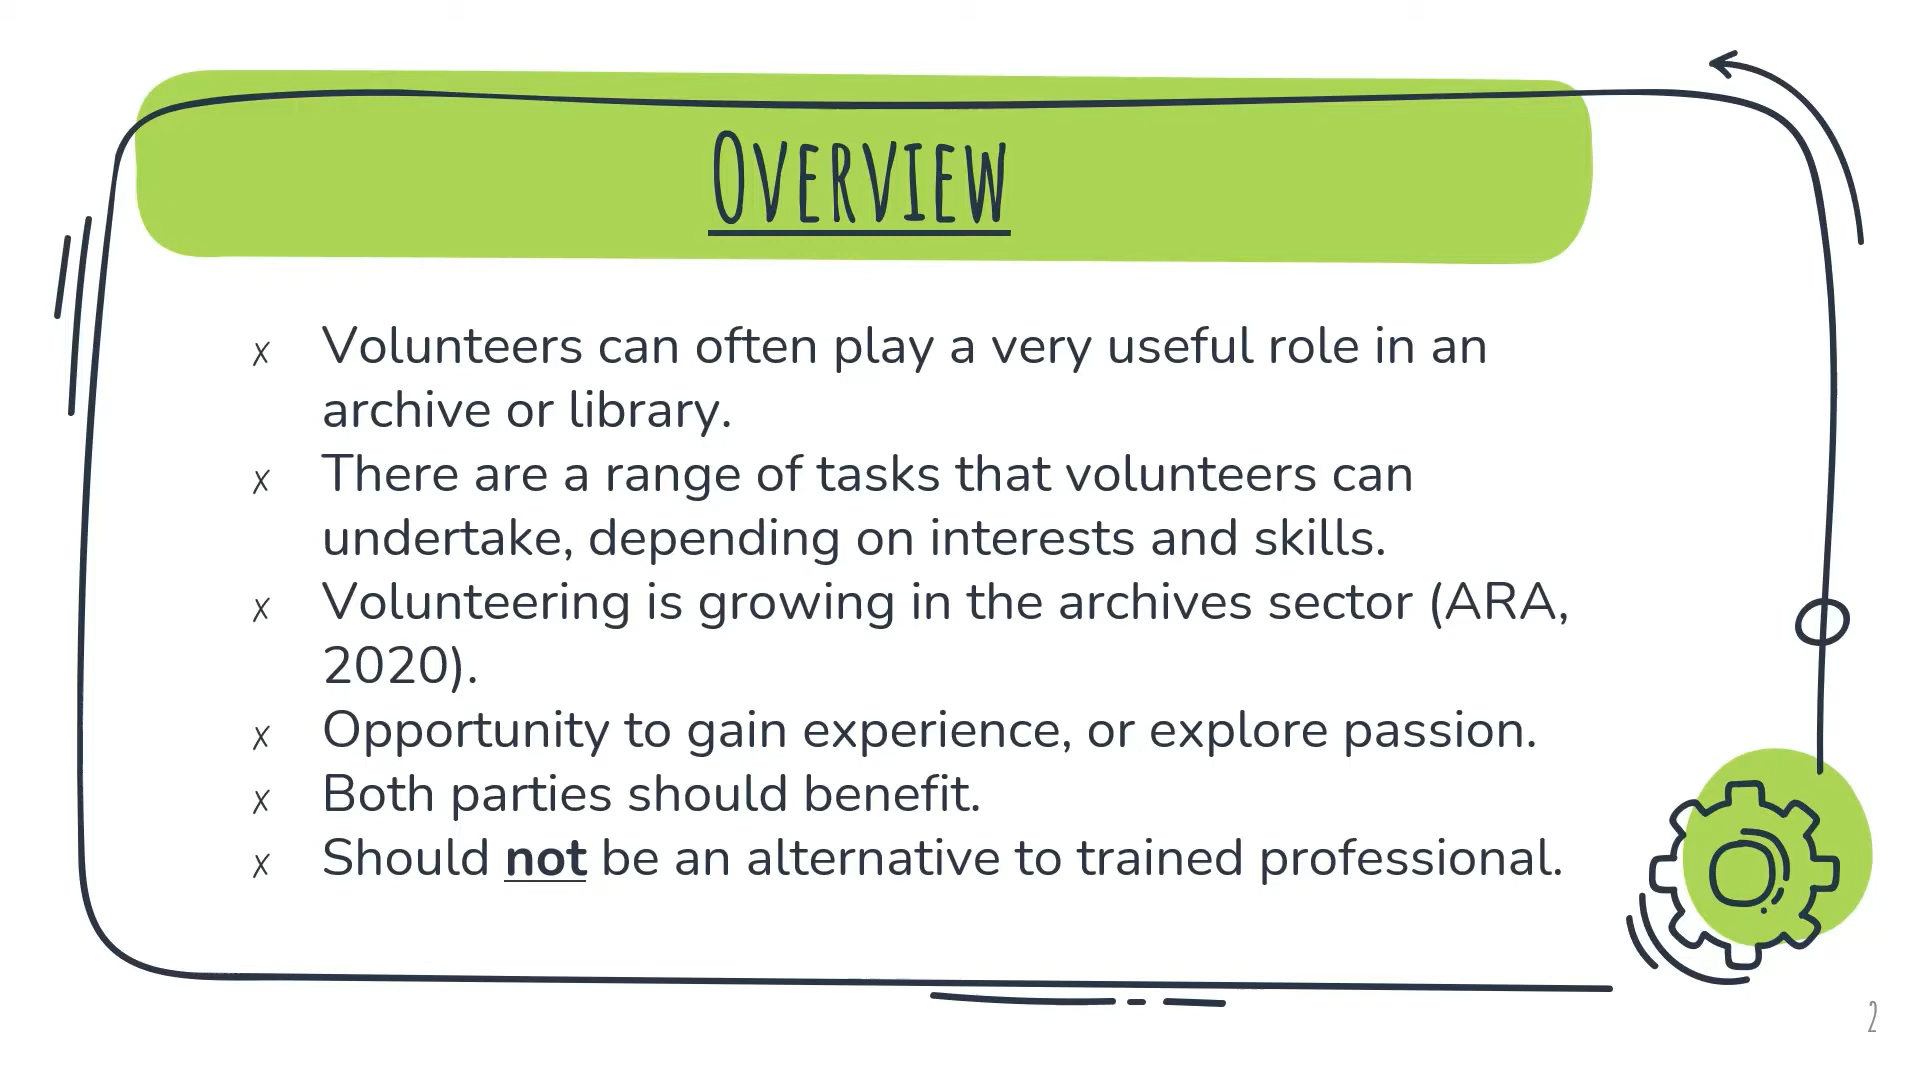 Overview
x Volunteers can often play a very useful role in an
archive or library.
x There are a range of tasks that volunteers can
undertake, depending on interests and skills.
x Volunteering is growing in the archives sector (ARA,
2020).
x Opportunity to gain experience, or explore passion.
x Both parties should benefit.
x Should not be an alternative to trained professional.
2